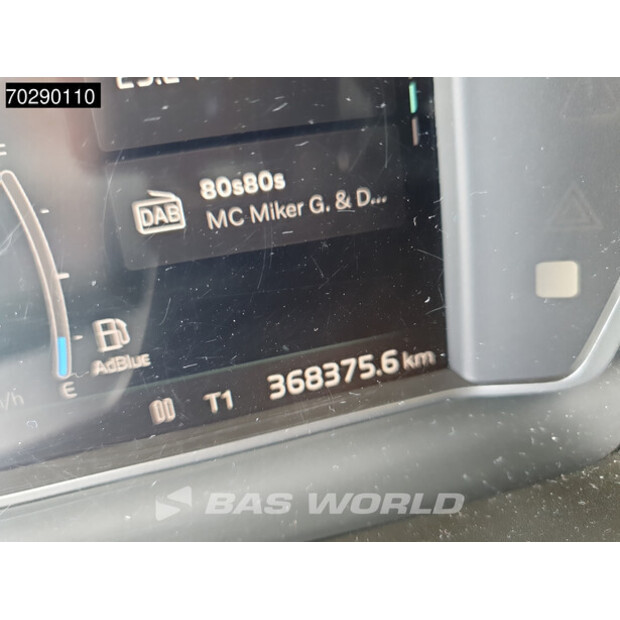 70290110
80s80s
DAB
MC Miker G. & D...
AdBlue
E
T1 368375.6 km
BAS WORLD